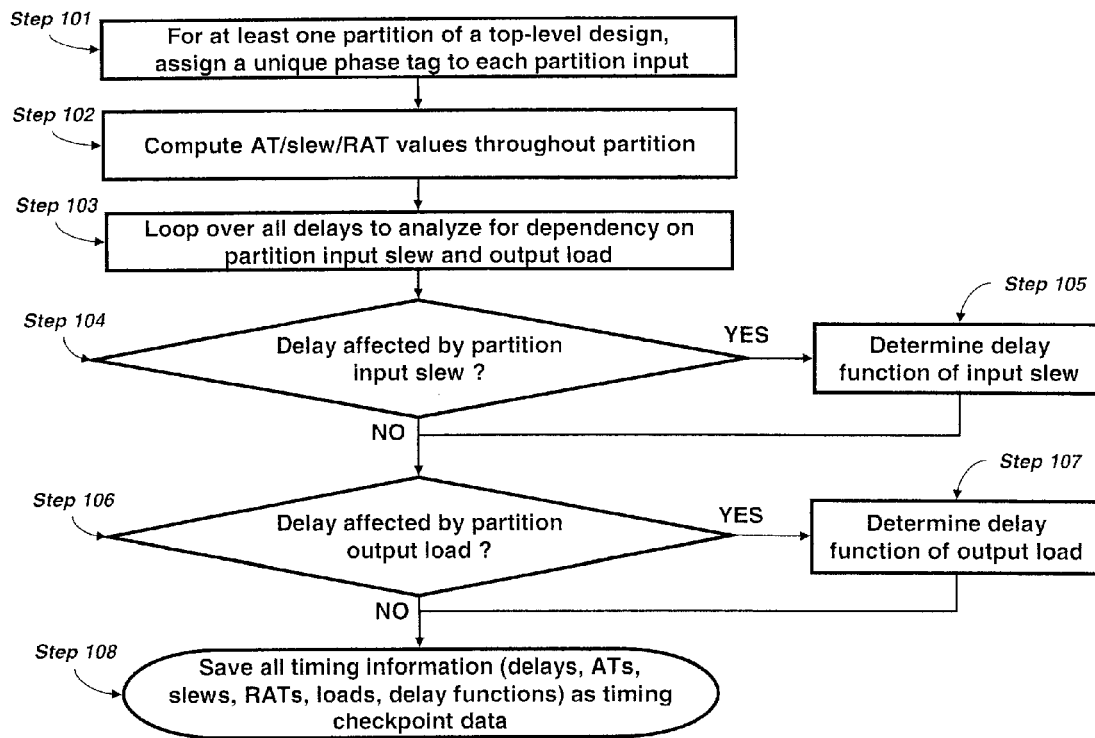 Step 101
For at least one partition of a top-level design,
assign a unique phase tag to each partition input
Step 102
Compute AT/slew/RAT values throughout partition
Step 103
Loop over all delays to analyze for dependency on
partition input slew and output load
Step 104
Delay affected by partition
input slew ?
YES
Step 105
Determine delay
function of input slew
NO
Step 106
Delay affected by partition
output load ?
YES
Step 107
Determine delay
function of output load
NO
Step 108
Save all timing information (delays, ATs,
slews, RATs, loads, delay functions) as timing
checkpoint data